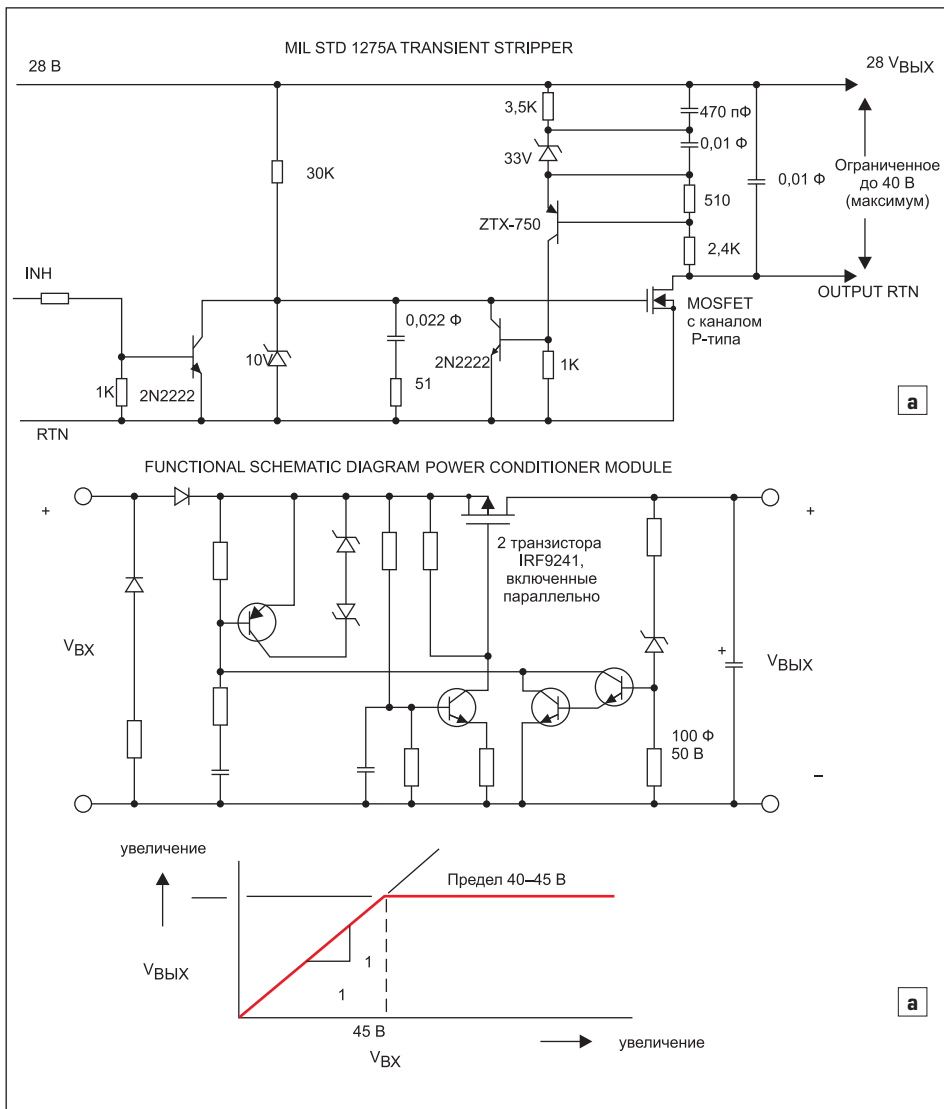 MIL STD 1275A TRANSIENT STRIPPER
28 В
28 VВЫХ
3,5K
470 пФ
0,01 Ф
33V
30K
0,01 Ф
Ограниченное
до 40 В
(максимум)
510
ZTX-750
2,4K
INH
OUTPUT RTN
MOSFET
с каналом
P-типа
0,022 Ф
10V
2N2222
1K
51
1K
2N2222
a
RTN
FUNCTIONAL SCHEMATIC DIAGRAM POWER CONDITIONER MODULE
+
+
2 транзистора
IRF9241,
включенные
параллельно
VВХ
+
VВЫХ
100 Ф
50 В
–
увеличение
Предел 40–45 В
VВЫХ
1
1
45 В
VВХ
увеличение
a